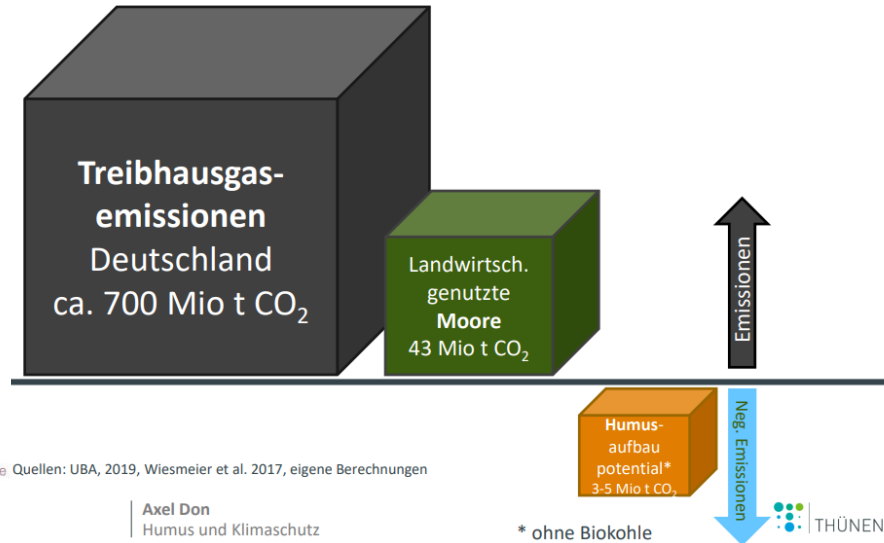 Treibhausgas-
emissionen
Deutschland
ca. 700 Mio t CO₂
Landwirtsch.
genutzte
Moore
43 Mio t CO₂
Emissionen
Humus-
aufbau
potential*
3-5 Mio t CO₂
Neg. Emissionen
e Quellen: UBA, 2019, Wiesmeier et al. 2017, eigene Berechnungen
Axel Don
Humus und Klimaschutz
* ohne Biokohle
THÜNEN